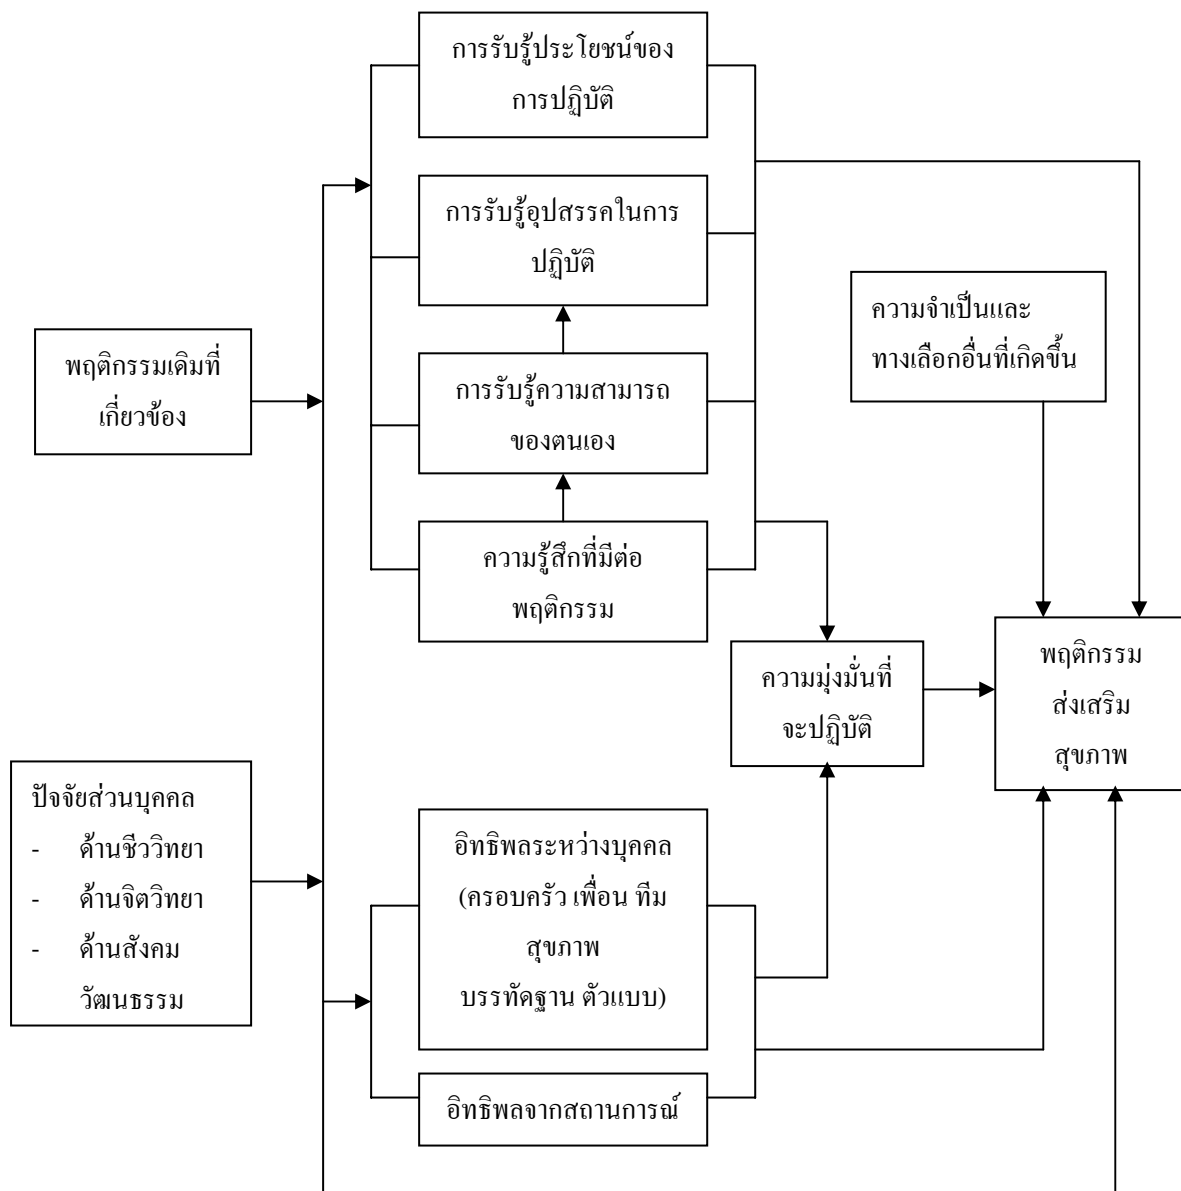 การรับรู้ประโยชน์ของ
การปฏิบัติ
การรับรู้อุปสรรคในการ
ปฏิบัติ
ความจำเป็นและ
ทางเลือกอื่นที่เกิดขึ้น
พฤติกรรมเดิมที่
เกี่ยวข้อง
การรับรู้ความสามารถ
ของตนเอง
ความรู้สึกที่มีต่อ
พฤติกรรม
ความมุ่งมั่นที่
จะปฏิบัติ
พฤติกรรม
ส่งเสริม
สุขภาพ
ปัจจัยส่วนบุคคล
- ด้านชีววิทยา
- ด้านจิตวิทยา
- ด้านสังคม
วัฒนธรรม
อิทธิพลระหว่างบุคคล
(ครอบครัว เพื่อน ทีม
สุขภาพ
บรรทัดฐาน ตัวแบบ)
อิทธิพลจากสถานการณ์